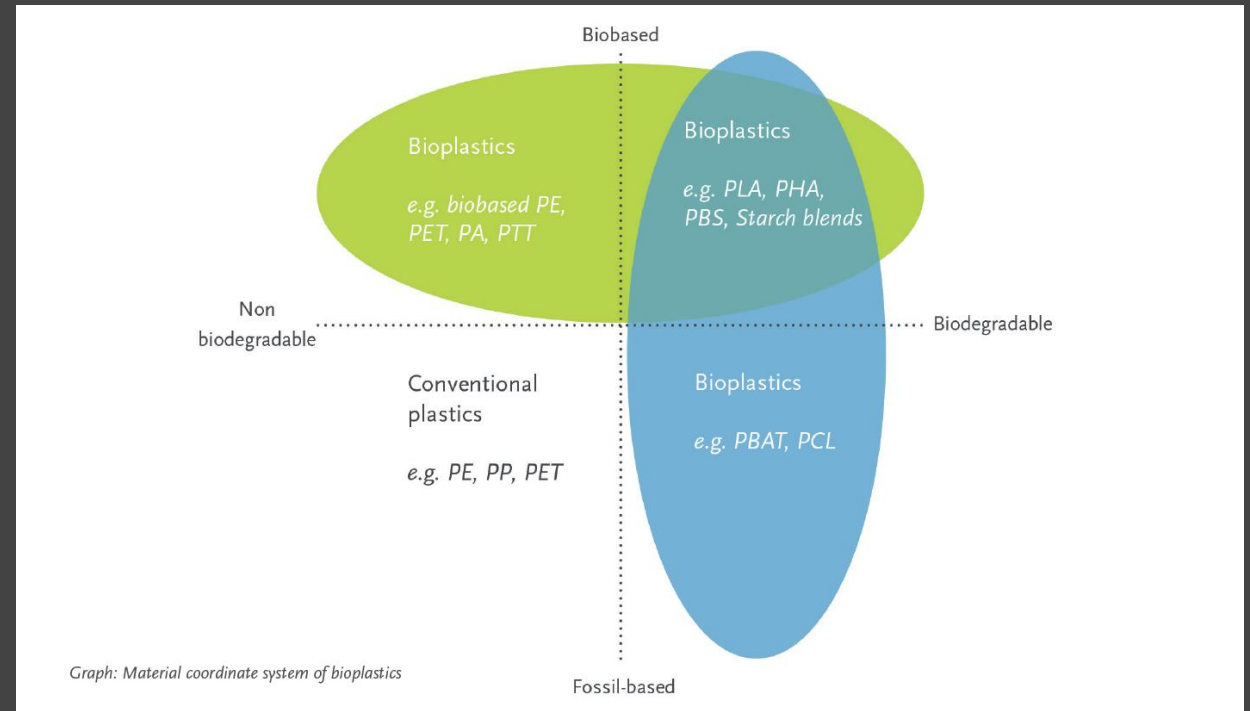 Biobased
Bioplastics
e.g. biobased PE,
PET, PA, PTT
Bioplastics
e.g. PLA, PHA,
PBS, Starch blends
Non
biodegradable
Biodegradable
Conventional
plastics
e.g. PE, PP, PET
Bioplastics
e.g. PBAT, PCL
Graph: Material coordinate system of bioplastics
Fossil-based